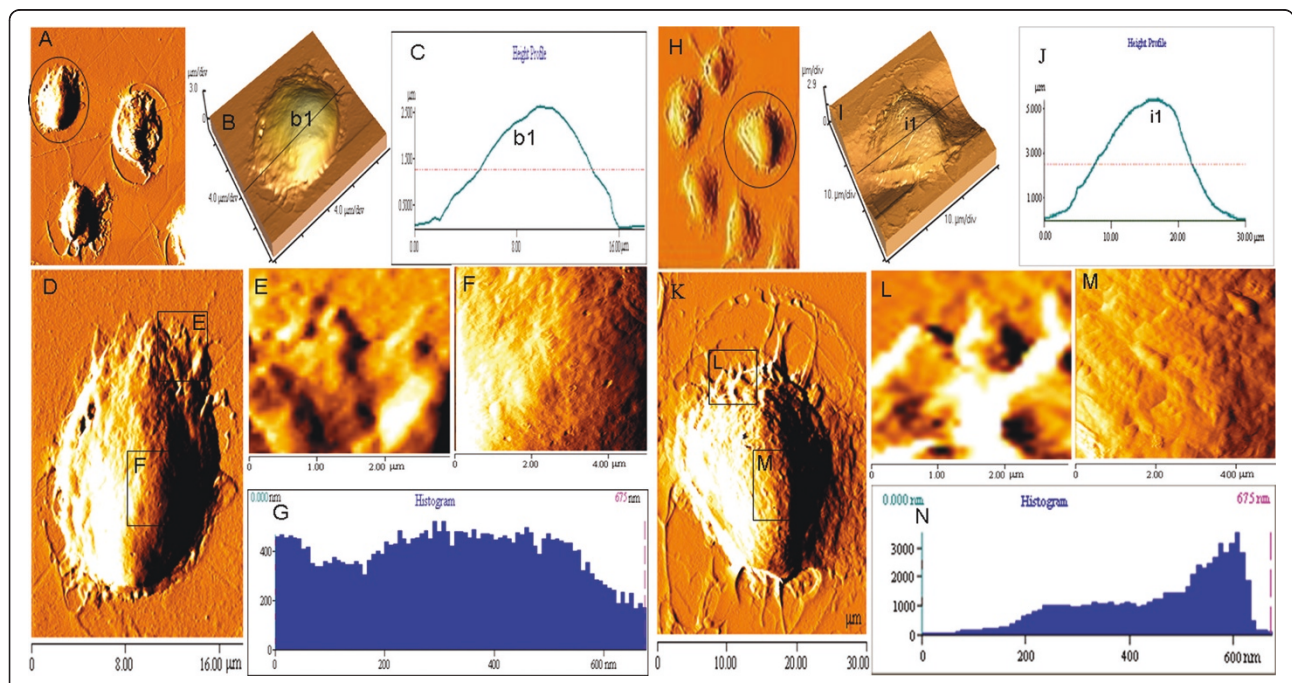 A
B
b1
μm/div
3.0
0
4.0 μm/div
4.0 μm/div
C
Height Profile
μm
2.500
1.500
0.5000
b1
0.00
8.00
16.00 μm
H
I
i1
μm/div
2.9
0
10. μm/div
10. μm/div
J
Height Profile
μm
5.000
3.000
1.000
i1
0.00
10.00
20.00
30.00 μm
D
E
F
0
8.00
16.00 μm
E
0
1.00
2.00 μm
F
0
2.00
4.00 μm
0.000 nm
Histogram
675 nm
G
400
200
0
0
200
400
600 nm
K
L
M
μm
0
10.00
20.00
30.00
L
0
1.00
2.00 μm
M
0
2.00
4.00 μm
0.000 nm
Histogram
675 nm
N
3000
2000
1000
0
0
200
400
600 nm